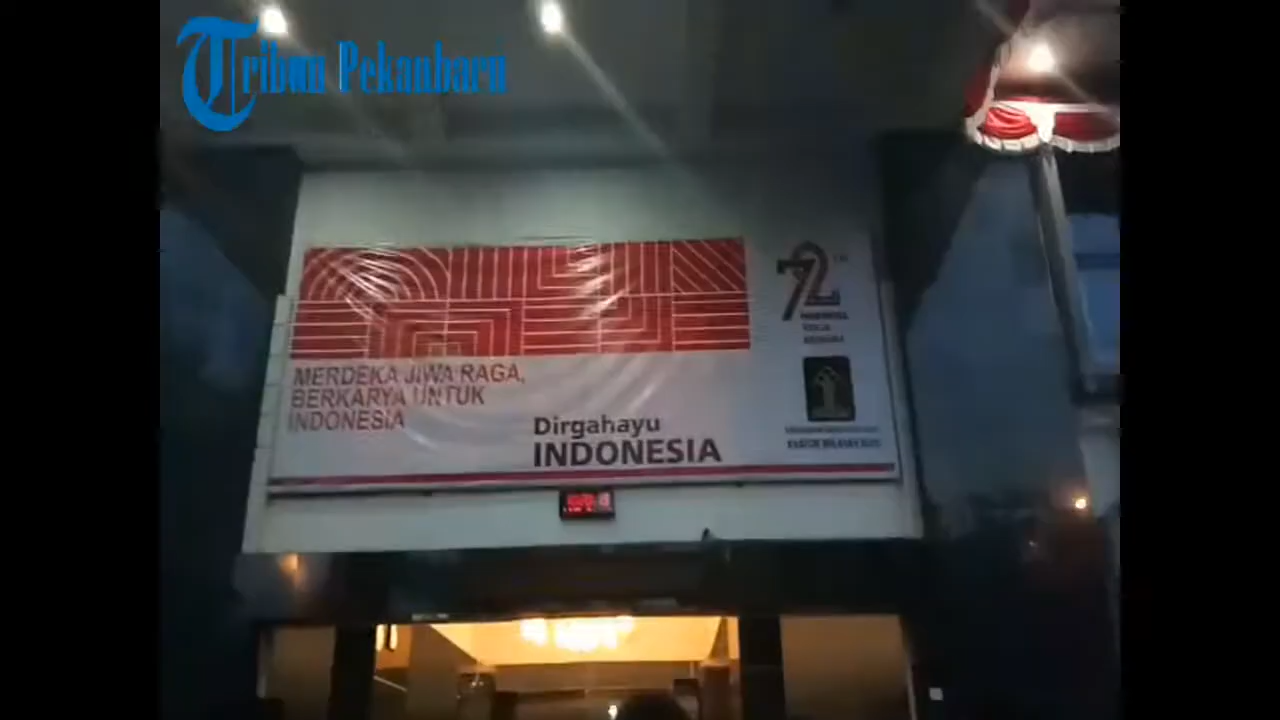 Tribun Pekanbaru
72
MERDEKA JIWA RAGA,
BERKARYA UNTUK
INDONESIA
Dirgahayu
INDONESIA